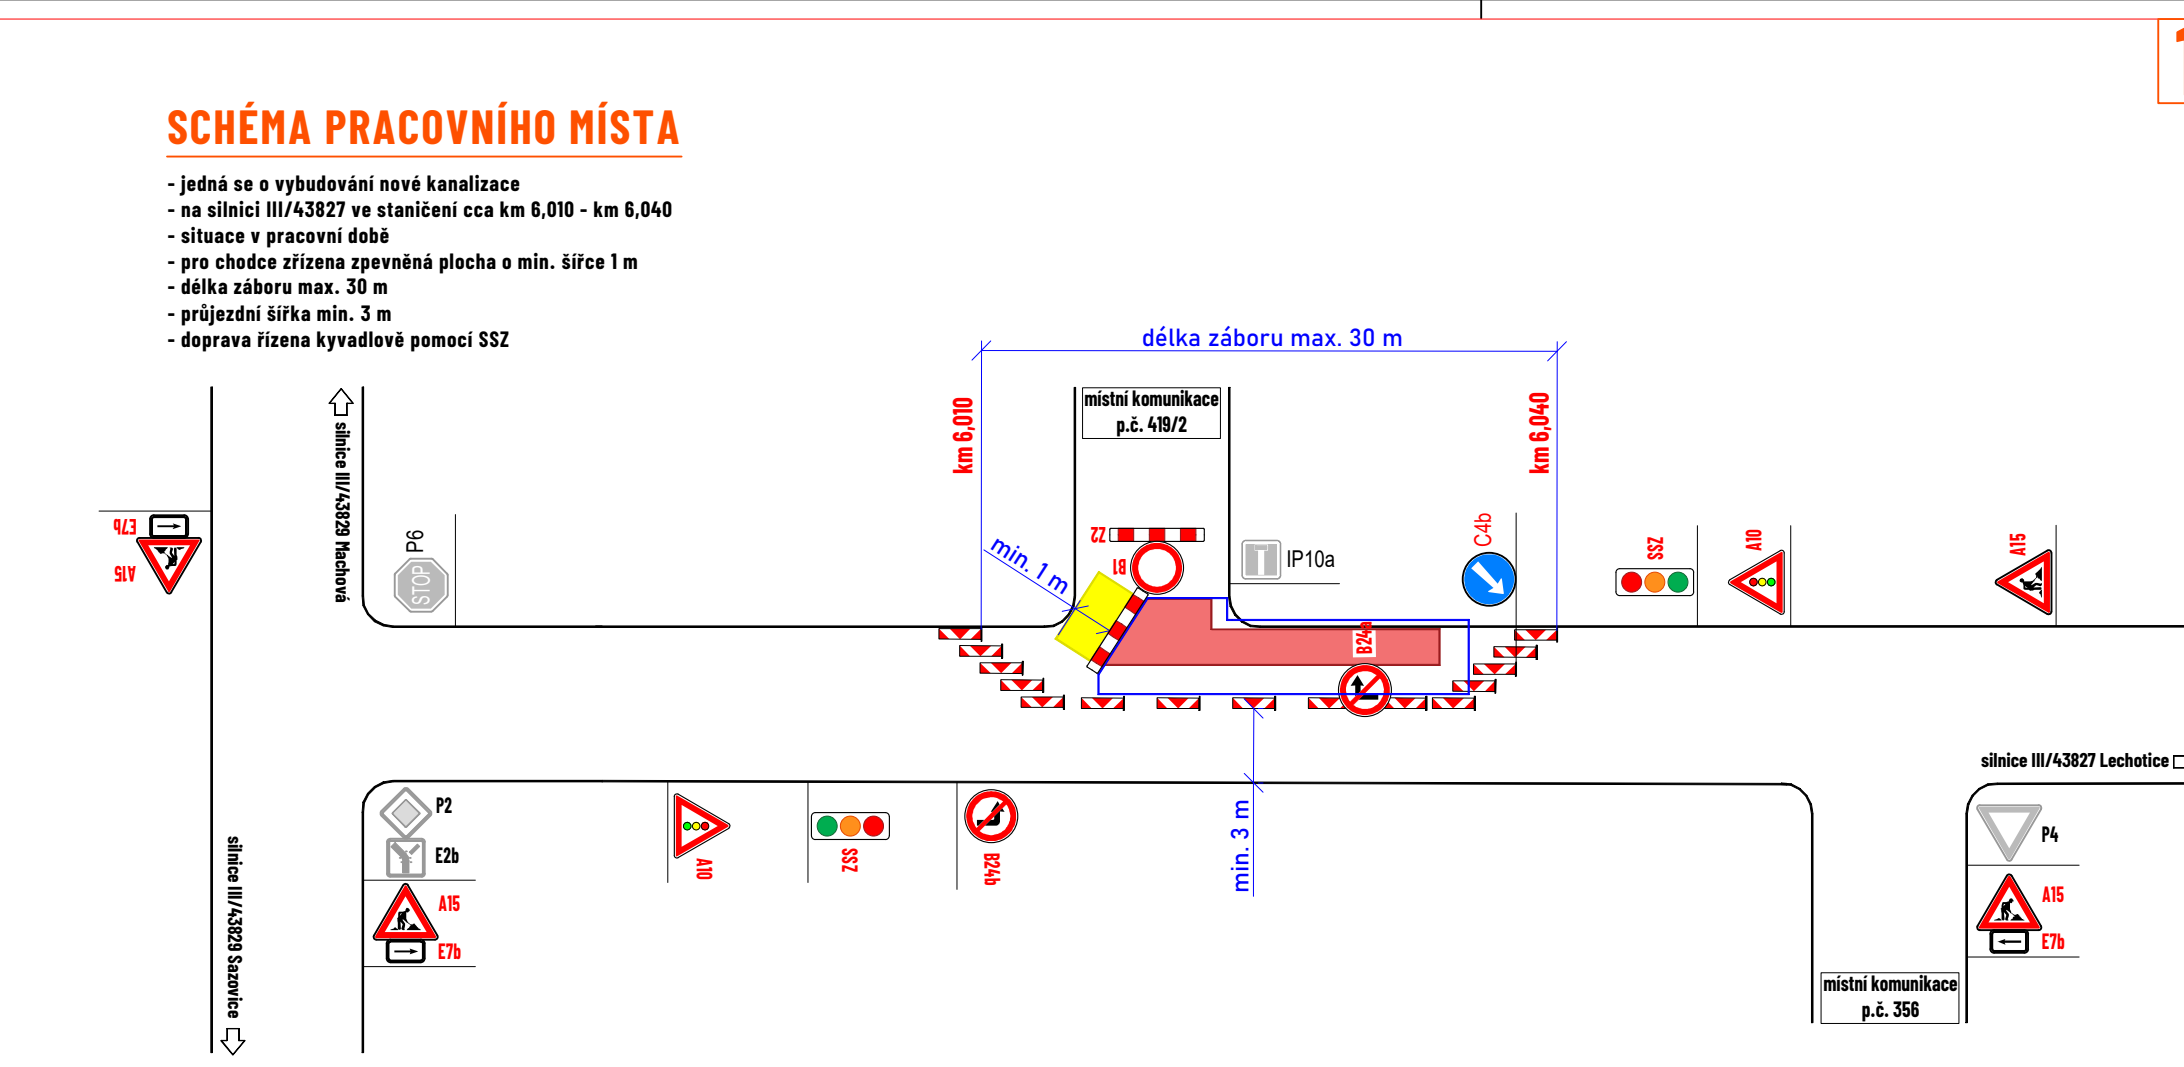 SCHÉMA PRACOVNÍHO MÍSTA
- jedná se o vybudování nové kanalizace
- na silnici III/43827 ve staničení cca km 6,010 - km 6,040
- situace v pracovní době
- pro chodce zřízena zpevněná plocha o min. šířce 1 m
- délka záboru max. 30 m
- průjezdní šířka min. 3 m
- doprava řízena kyvadlově pomocí SSZ
délka záboru max. 30 m
km 6,010
km 6,040
místní komunikace
p.č. 419/2
silnice III/43829 Machová
E7b
A15
P6
STOP
min. 1 m
Z2
B1
IP10a
C4b
SSZ
A10
A15
B24a
silnice III/43827 Lechotice
P2
E2b
A15
E7b
A10
SSZ
B24b
min. 3 m
P4
A15
E7b
silnice III/43829 Sazovice
místní komunikace
p.č. 356